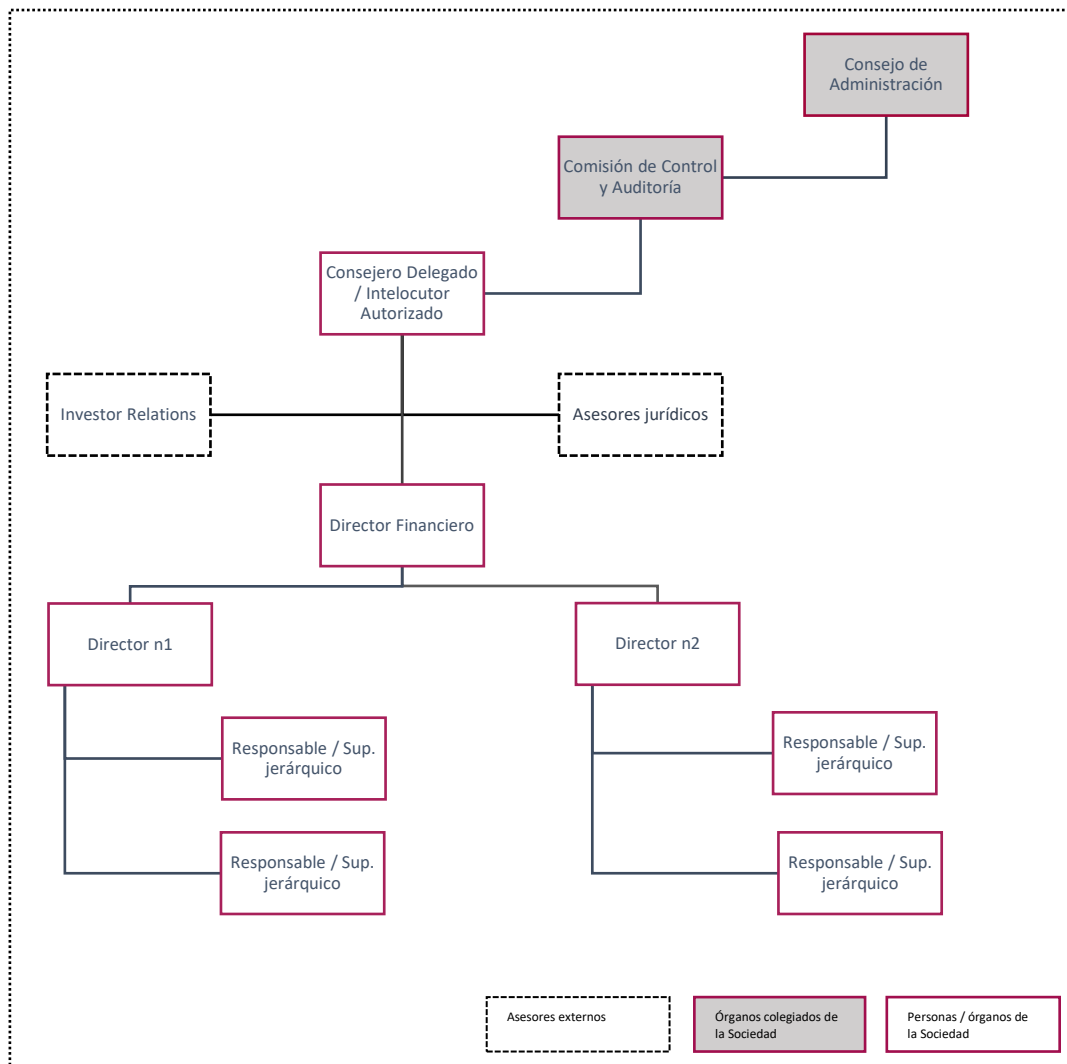 Consejo de
Administración
Comisión de Control
y Auditoría
Consejero Delegado
/ Intelocutor
Autorizado
Investor Relations
Asesores jurídicos
Director Financiero
Director n1
Director n2
Responsable / Sup.
jerárquico
Responsable / Sup.
jerárquico
Responsable / Sup.
jerárquico
Responsable / Sup.
jerárquico
Asesores externos
Órganos colegiados de
la Sociedad
Personas / órganos de
la Sociedad